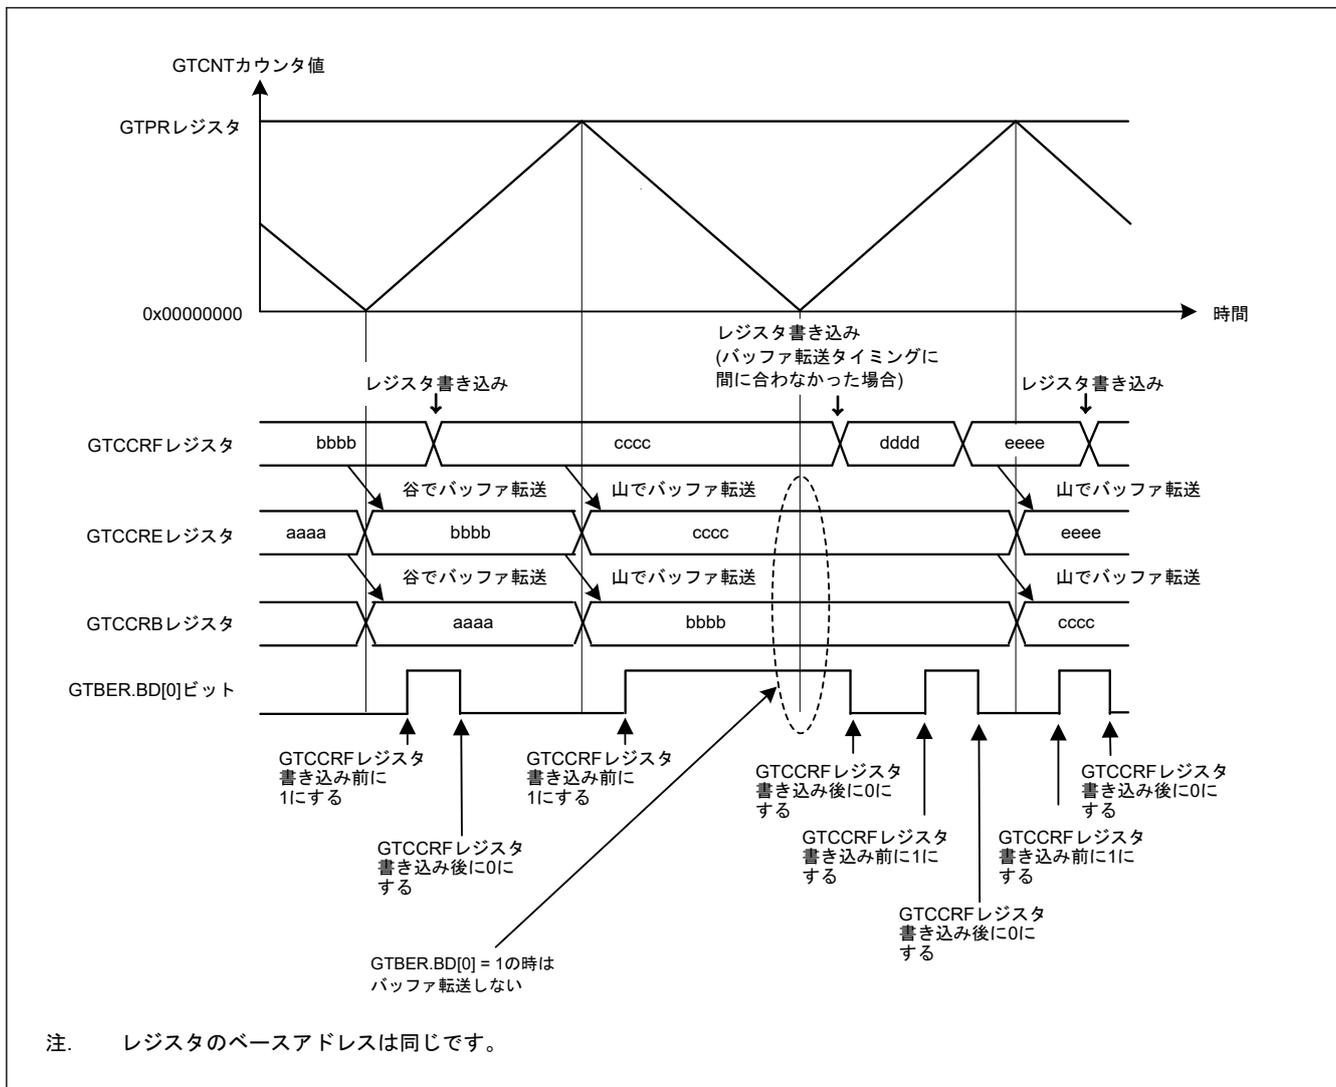 GTCNTカウンタ値
GTPRレジスタ
0x00000000
時間
レジスタ書き込み
(バッファ転送タイミングに
間に合わなかった場合)
レジスタ書き込み
レジスタ書き込み
GTCCRFレジスタ
bbbb
cccc
dddd
eeee
谷でバッファ転送
山でバッファ転送
山でバッファ転送
GTCCREレジスタ
aaaa
bbbb
cccc
eeee
谷でバッファ転送
山でバッファ転送
山でバッファ転送
GTCCRBレジスタ
aaaa
bbbb
cccc
GTBER.BD[0]ビット
GTCCRFレジスタ
書き込み前に
1にする
GTCCRFレジスタ
書き込み後に0に
する
GTCCRFレジスタ
書き込み前に
1にする
GTCCRFレジスタ
書き込み後に0に
する
GTCCRFレジスタ
書き込み前に1に
する
GTCCRFレジスタ
書き込み後に0に
する
GTCCRFレジスタ
書き込み前に1に
する
GTCCRFレジスタ
書き込み後に0に
する
GTBER.BD[0] = 1の時は
バッファ転送しない
注. レジスタのベースアドレスは同じです。